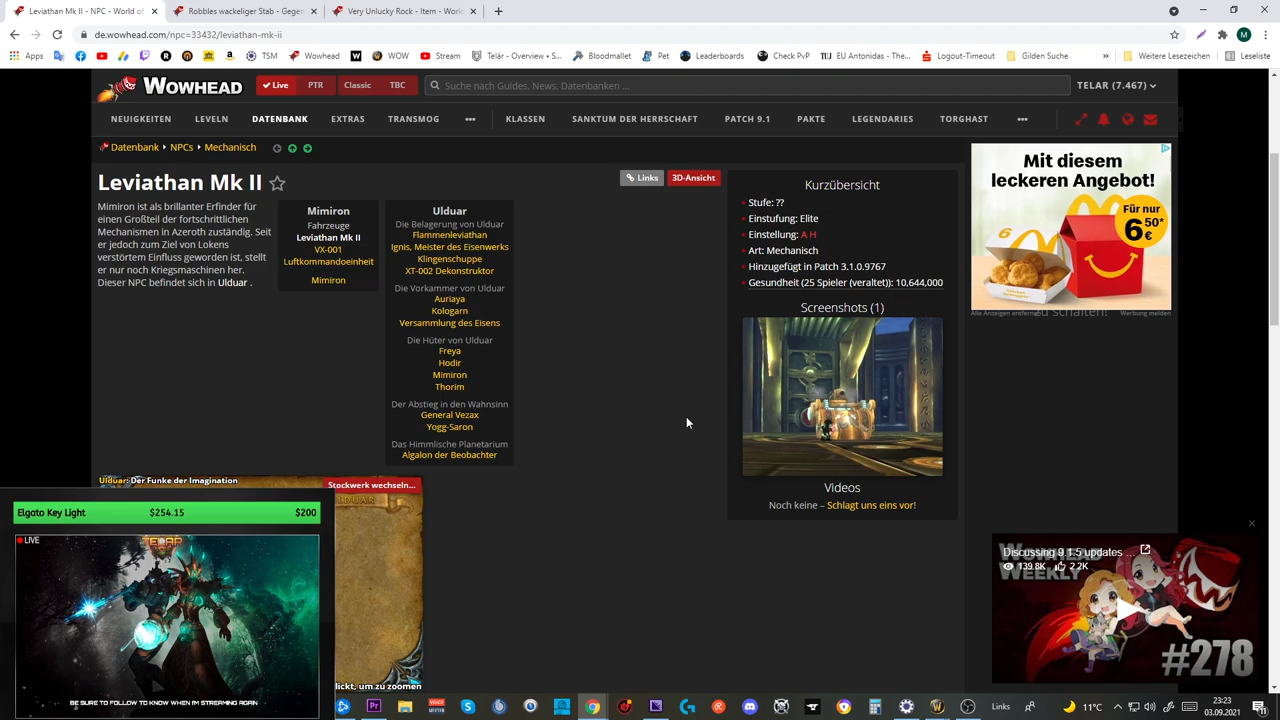 Leviathan Mk II - NPC - World of
Robbles wackeliger Stab - Gegen
Very Unlucky Rock - Item - World
de.wowhead.com/npc=33432/leviathan-mk-ii
M
Apps
TSM
Wowhead
WOW
Stream
Telár - Overview - S...
Bloodmallet
Pet
Leaderboards
Check PvP
EU Antonidas - The...
Logout-Timeout
Gilden Suche
»
Weitere Lesezeichen
Leseliste
WOWHEAD
Live
PTR
Classic
TBC
Suche nach Guides, News, Datenbanken ...
TELAR (7.467)
NEUIGKEITEN
LEVELN
DATENBANK
EXTRAS
TRANSMOG
KLASSEN
SANKTUM DER HERRSCHAFT
PATCH 9.1
PAKTE
LEGENDARIES
TORGHAST
Datenbank
NPCs
Mechanisch
Leviathan Mk II
Links
3D-Ansicht
Mimiron ist als brillanter Erfinder für
einen Großteil der fortschrittlichen
Mechanismen in Azeroth zuständig. Seit
er jedoch zum Ziel von Lokens
verstörtem Einfluss geworden ist, stellt
er nur noch Kriegsmaschinen her.
Dieser NPC befindet sich in Ulduar .
Mimiron
Fahrzeuge
Leviathan Mk II
VX-001
Luftkommandoeinheit
Mimiron
Ulduar
Die Belagerung von Ulduar
Flammenleviathan
Ignis, Meister des Eisenwerks
Klingenschuppe
XT-002 Dekonstruktor
Die Vorkammer von Ulduar
Auriaya
Kologarn
Versammlung des Eisens
Die Hüter von Ulduar
Freya
Hodir
Mimiron
Thorim
Der Abstieg in den Wahnsinn
General Vezax
Yogg-Saron
Das Himmlische Planetarium
Algalon der Beobachter
Kurzübersicht
Stufe: ??
Einstufung: Elite
Einstellung: A H
Art: Mechanisch
Hinzugefügt in Patch 3.1.0.9767
Gesundheit (25 Spieler (veraltet)): 10,644,000
Screenshots (1)
Videos
Noch keine – Schlagt uns eins vor!
Mit diesem
leckeren Angebot!
Für nur
6 50*
€
6
Alle Anzeigen entfernen
zu schalten!
Werbung melden
Ulduar: Der Funke der Imagination
Stockwerk wechseln...
ULDUAR
klickt, um zu zoomen
Elgato Key Light
$254.15
$200
LIVE
TELAR
BE SURE TO FOLLOW TO KNOW WHEN I'M STREAMING AGAIN
Discussing 9.1.5 updates ...
139.8K
2.2K
WOWHEAD
WEEKLY
#278
Links
11°C
23:23
03.09.2021